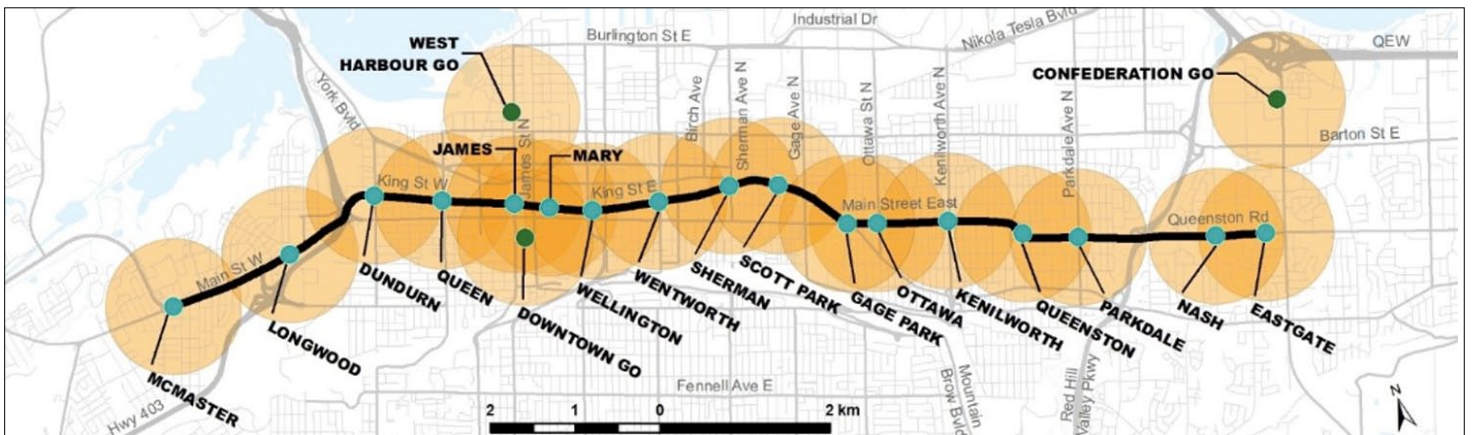 Industrial Dr
Burlington St E
Nikola Tesla Blvd
QEW
WEST
HARBOUR GO
CONFEDERATION GO
York Blvd
Birch Ave
Sherman Ave N
Gage Ave N
Ottawa St N
Kenilworth Ave N
Parkdale Ave N
Barton St E
JAMES
James St N
MARY
King St W
King St E
Main Street East
Queenston Rd
Main St W
DUNDURN
QUEEN
DOWNTOWN GO
WELLINGTON
WENTWORTH
SHERMAN
SCOTT PARK
GAGE PARK
OTTAWA
KENILWORTH
QUEENSTON
PARKDALE
NASH
EASTGATE
LONGWOOD
MCMASTER
Hwy 403
Fennell Ave E
Mountain
Brow Blvd
Red Hill
Valley Pkwy
N
2 1 0 2 km